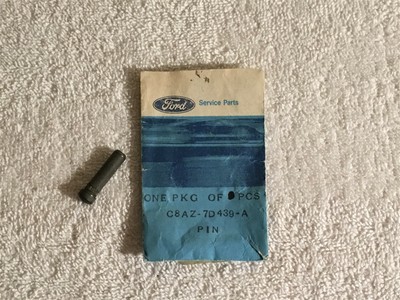 Ford
Service Parts
ONE PKG OF PCS
C8AZ-7D439-A
PIN